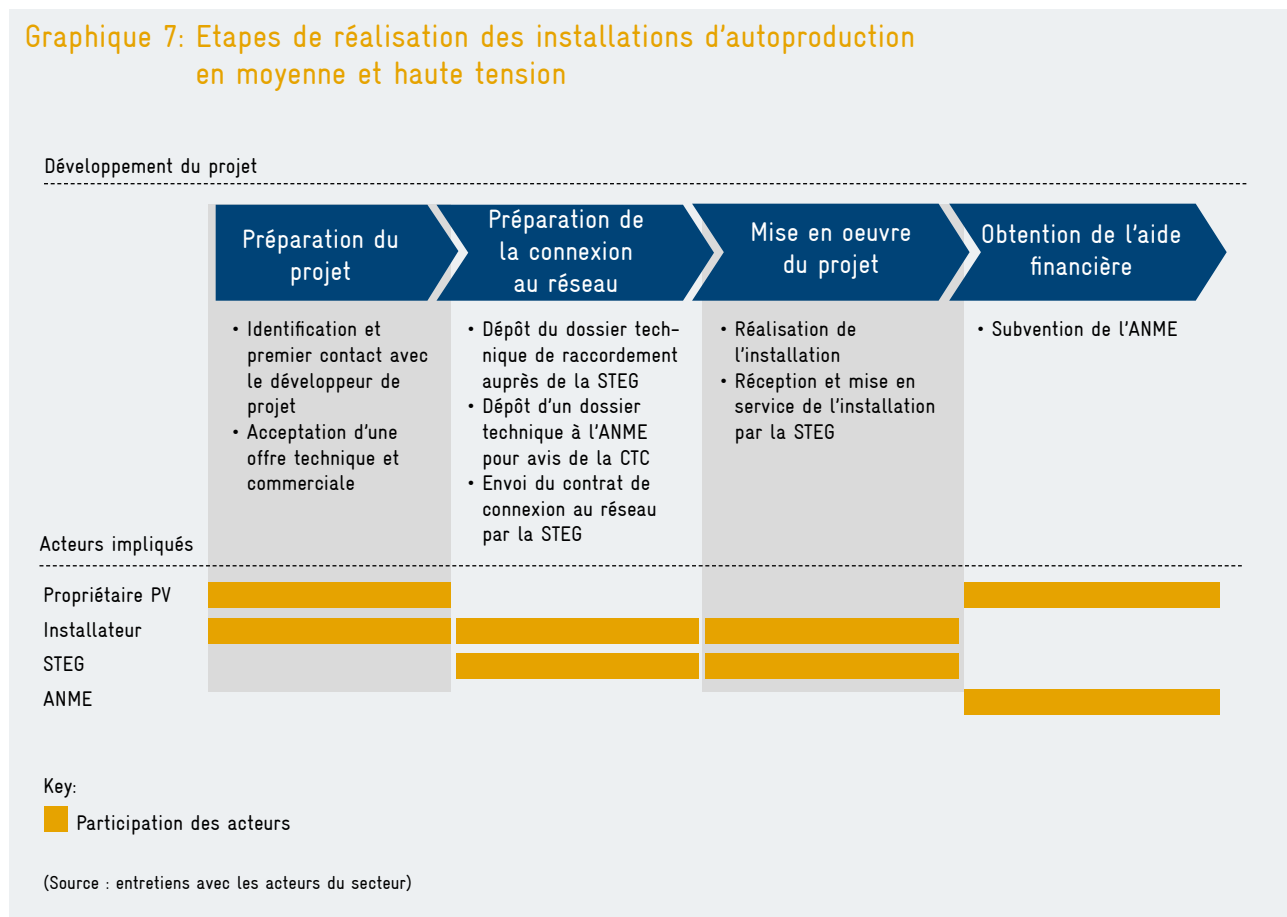 Graphique 7: Etapes de réalisation des installations d'autoproduction
en moyenne et haute tension
Développement du projet
Préparation du
projet
Préparation de
la connexion
au réseau
Mise en oeuvre
du projet
Obtention de l'aide
financière
• Identification et
premier contact avec
le développeur de
projet
• Acceptation d'une
offre technique et
commerciale
• Dépôt du dossier tech-
nique de raccordement
auprès de la STEG
• Dépôt d'un dossier
technique à l'ANME
pour avis de la CTC
• Envoi du contrat de
connexion au réseau
par la STEG
• Réalisation de
l'installation
• Réception et mise en
service de l'installation
par la STEG
• Subvention de l'ANME
Acteurs impliqués
Propriétaire PV
Installateur
STEG
ANME
Key:
Participation des acteurs
(Source : entretiens avec les acteurs du secteur)